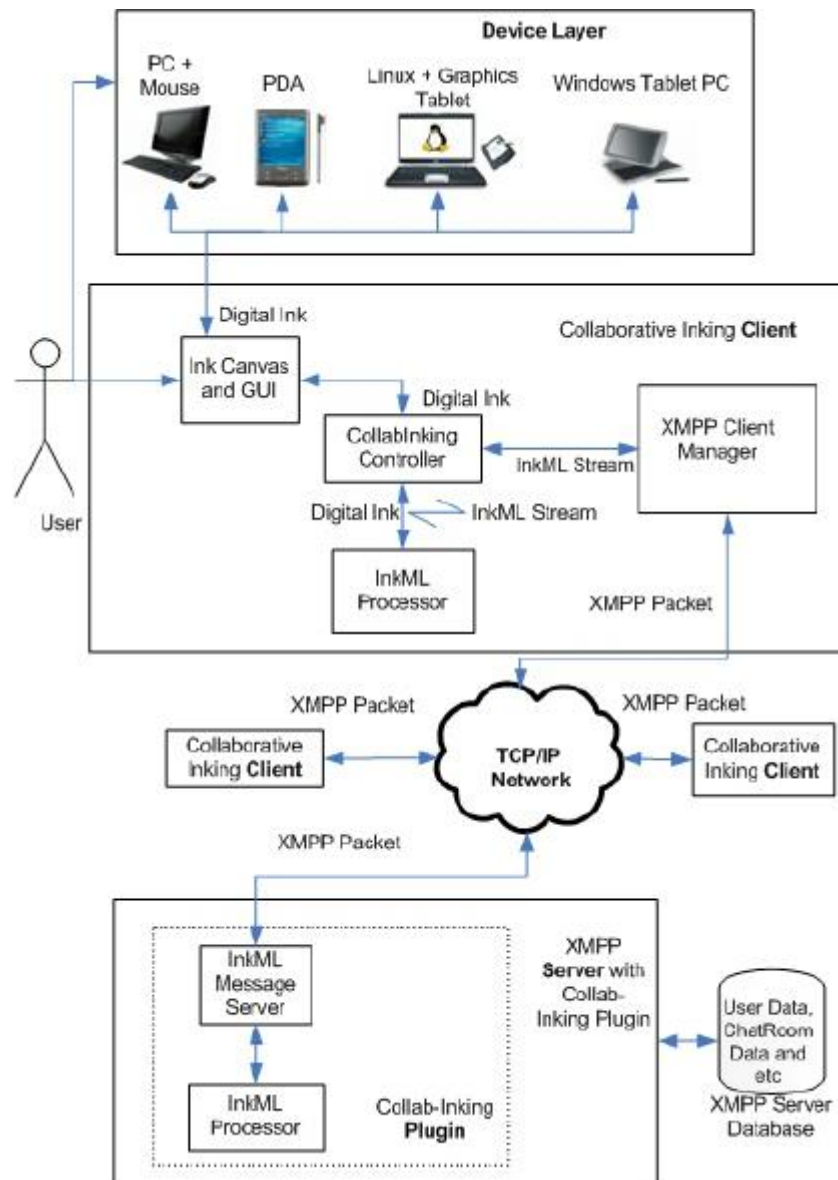 Device Layer
PC +
Mouse
PDA
Linux + Graphics
Tablet
Windows Tablet PC
Digital Ink
Collaborative Inking Client
Ink Canvas
and GUI
Digital Ink
CollabInking
Controller
XMPP Client
Manager
InkML Stream
User
Digital Ink
InkML Stream
InkML
Processor
XMPP Packet
XMPP Packet
XMPP Packet
Collaborative
Inking Client
TCP/IP
Network
Collaborative
Inking Client
XMPP Packet
InkML
Message
Server
XMPP
Server with
Collab-
Inking Plugin
User Data,
ChetRoom
Data and
etc
InkML
Processor
Collab-Inking
Plugin
XMPP Server
Database